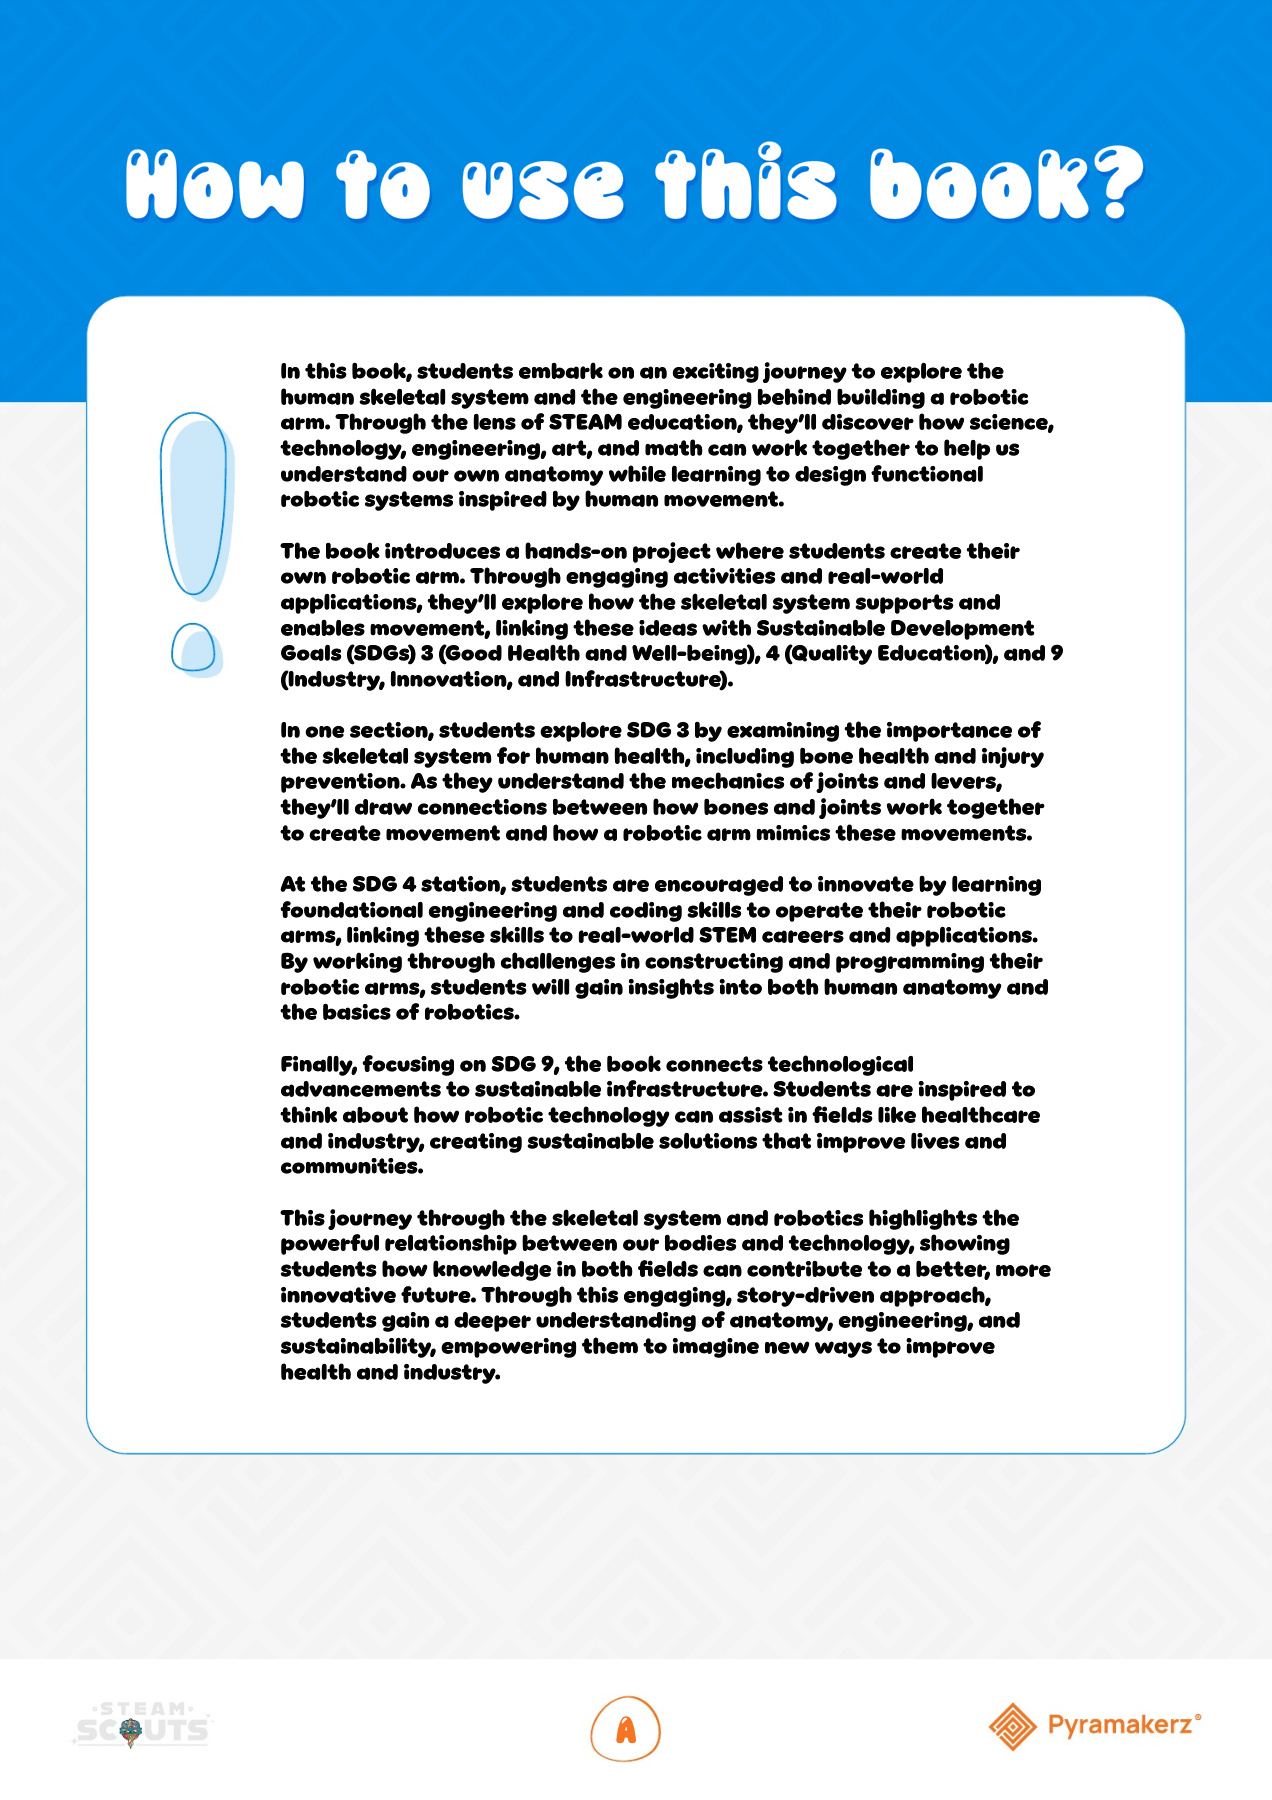 How to use this book?
In this book, students embark on an exciting journey to explore the
human skeletal system and the engineering behind building a robotic
arm. Through the lens of STEAM education, they'll discover how science,
technology, engineering, art, and math can work together to help us
understand our own anatomy while learning to design functional
robotic systems inspired by human movement.
The book introduces a hands-on project where students create their
own robotic arm. Through engaging activities and real-world
applications, they'll explore how the skeletal system supports and
enables movement, linking these ideas with Sustainable Development
Goals (SDGs) 3 (Good Health and Well-being), 4 (Quality Education), and 9
(Industry, Innovation, and Infrastructure).
In one section, students explore SDG 3 by examining the importance of
the skeletal system for human health, including bone health and injury
prevention. As they understand the mechanics of joints and levers,
they'll draw connections between how bones and joints work together
to create movement and how a robotic arm mimics these movements.
At the SDG 4 station, students are encouraged to innovate by learning
foundational engineering and coding skills to operate their robotic
arms, linking these skills to real-world STEM careers and applications.
By working through challenges in constructing and programming their
robotic arms, students will gain insights into both human anatomy and
the basics of robotics.
Finally, focusing on SDG 9, the book connects technological
advancements to sustainable infrastructure. Students are inspired to
think about how robotic technology can assist in fields like healthcare
and industry, creating sustainable solutions that improve lives and
communities.
This journey through the skeletal system and robotics highlights the
powerful relationship between our bodies and technology, showing
students how knowledge in both fields can contribute to a better, more
innovative future. Through this engaging, story-driven approach,
students gain a deeper understanding of anatomy, engineering, and
sustainability, empowering them to imagine new ways to improve
health and industry.
STEAM
SCOUTS
A
Pyramakerz®